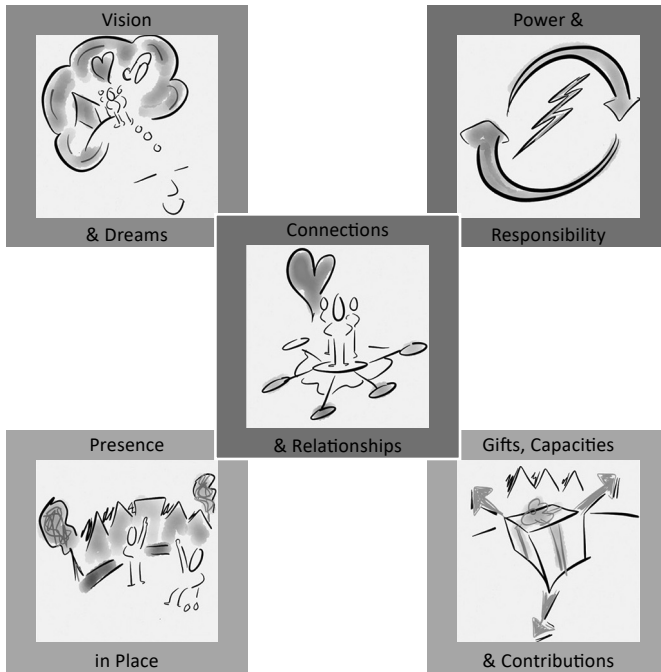 Vision
& Dreams
Power &
Responsibility
Connections
& Relationships
Presence
in Place
Gifts, Capacities
& Contributions